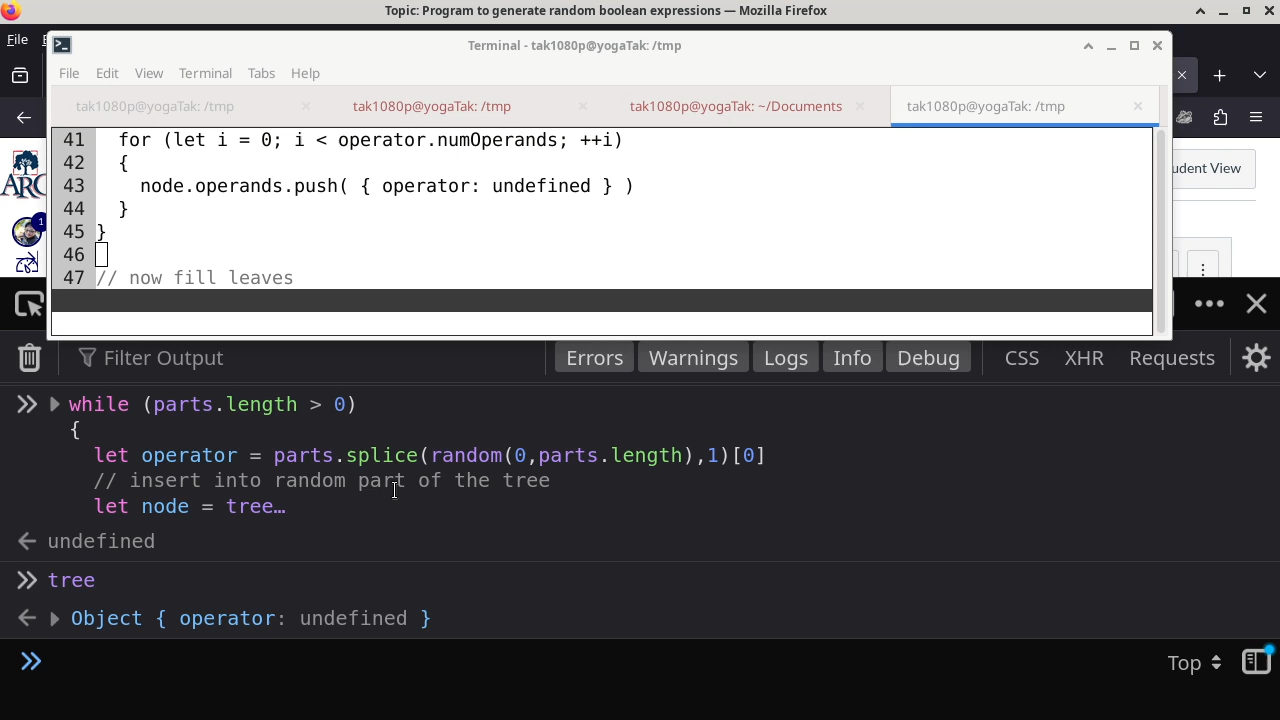 Topic: Program to generate random boolean expressions — Mozilla Firefox
File
Terminal - tak1080p@yogaTak: /tmp
File Edit View Terminal Tabs Help
tak1080p@yogaTak: /tmp × tak1080p@yogaTak: /tmp × tak1080p@yogaTak: ~/Documents × tak1080p@yogaTak: /tmp ×
41 for (let i = 0; i < operator.numOperands; ++i)
42 {
43 node.operands.push( { operator: undefined } )
44 }
45 }
46
47 // now fill leaves
ARC
1
udent View
Filter Output Errors Warnings Logs Info Debug CSS XHR Requests
while (parts.length > 0)
{
let operator = parts.splice(random(0,parts.length),1)[0]
// insert into random part of the tree
let node = tree…
undefined
tree
Object { operator: undefined }
Top